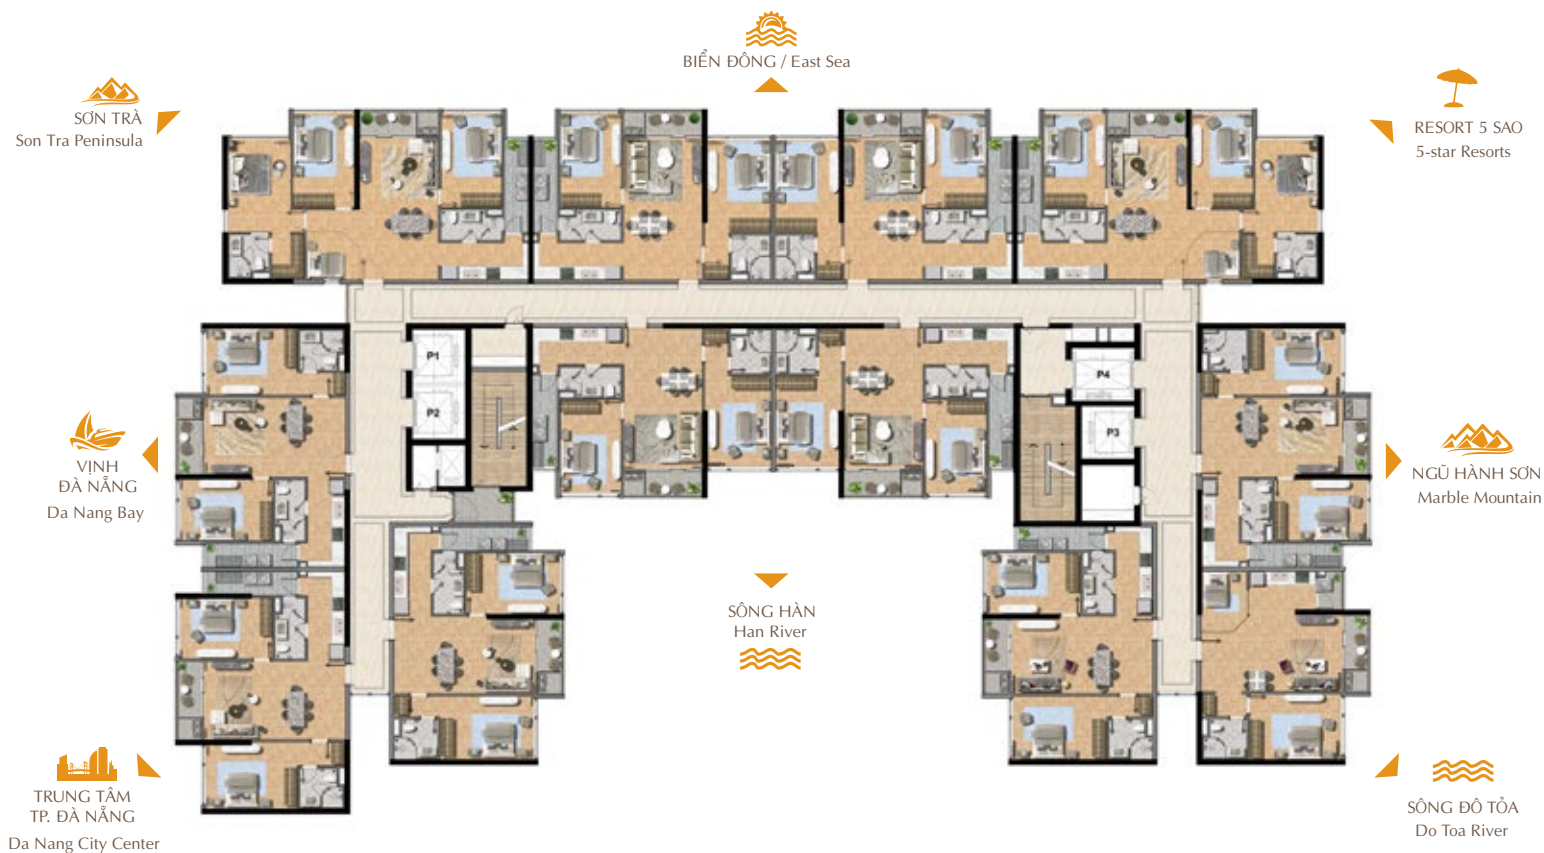 BIỂN ĐÔNG / East Sea
SƠN TRÀ
Son Tra Peninsula
RESORT 5 SAO
5-star Resorts
P1
P2
P4
P3
VỊNH
ĐÀ NẴNG
Da Nang Bay
NGŨ HÀNH SƠN
Marble Mountain
SÔNG HÀN
Han River
TRUNG TÂM
TP. ĐÀ NẴNG
Da Nang City Center
SÔNG ĐÔ TỎA
Do Toa River